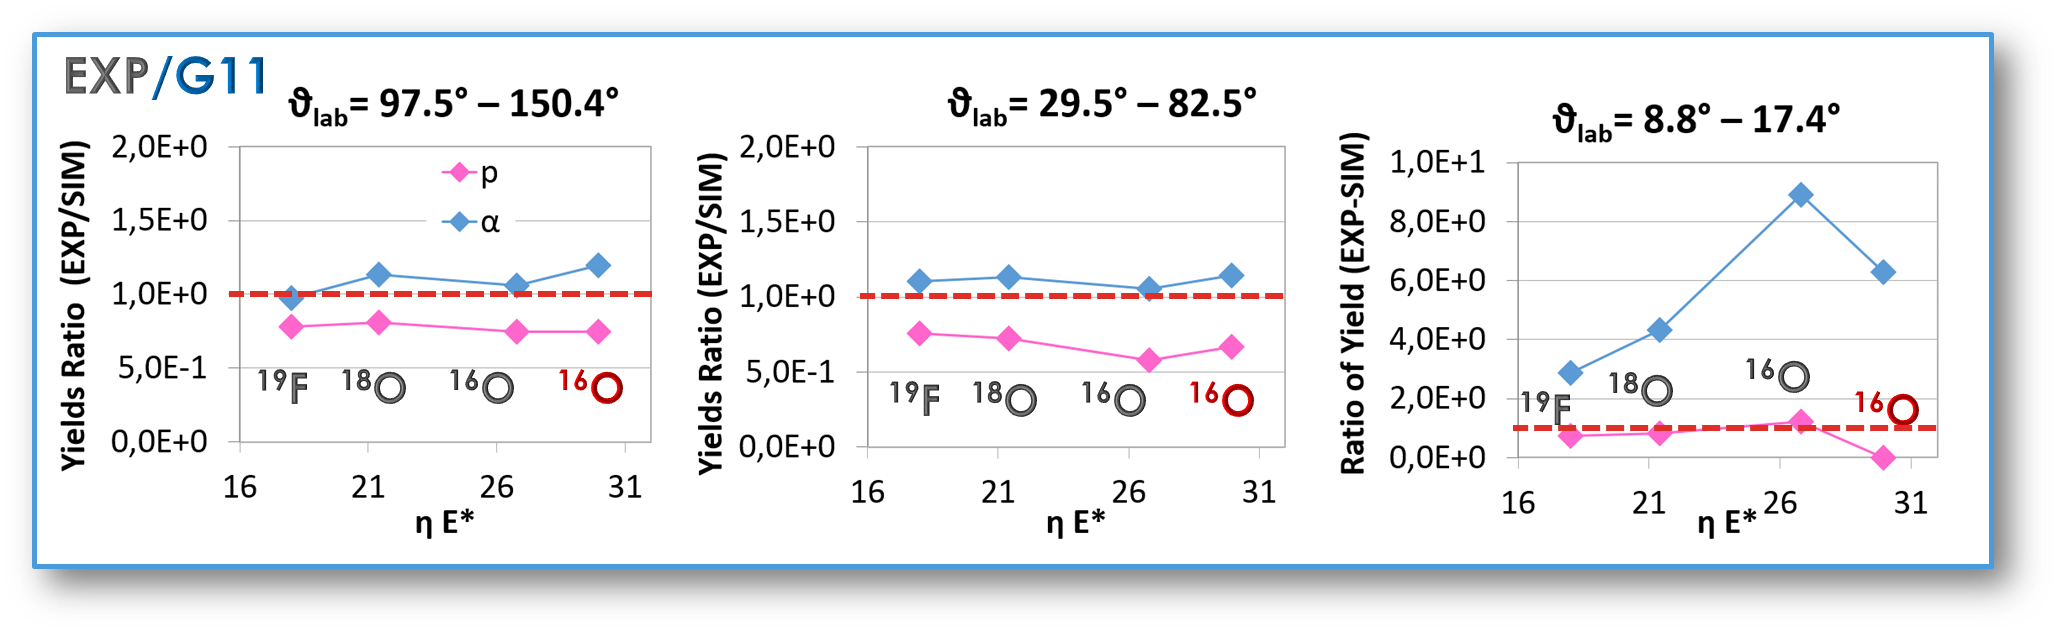 EXP/G11
ϑlab= 97.5° – 150.4°
Yields Ratio (EXP/SIM)
2,0E+0
1,5E+0
1,0E+0
5,0E-1
0,0E+0
p
α
19F
18O
16O
16O
16
21
26
31
η E*
ϑlab= 29.5° – 82.5°
Yields Ratio (EXP/SIM)
2,0E+0
1,5E+0
1,0E+0
5,0E-1
0,0E+0
19F
18O
16O
16O
16
21
26
31
η E*
ϑlab= 8.8° – 17.4°
Ratio of Yield (EXP-SIM)
1,0E+1
8,0E+0
6,0E+0
4,0E+0
2,0E+0
0,0E+0
19F
18O
16O
16O
16
21
26
31
η E*